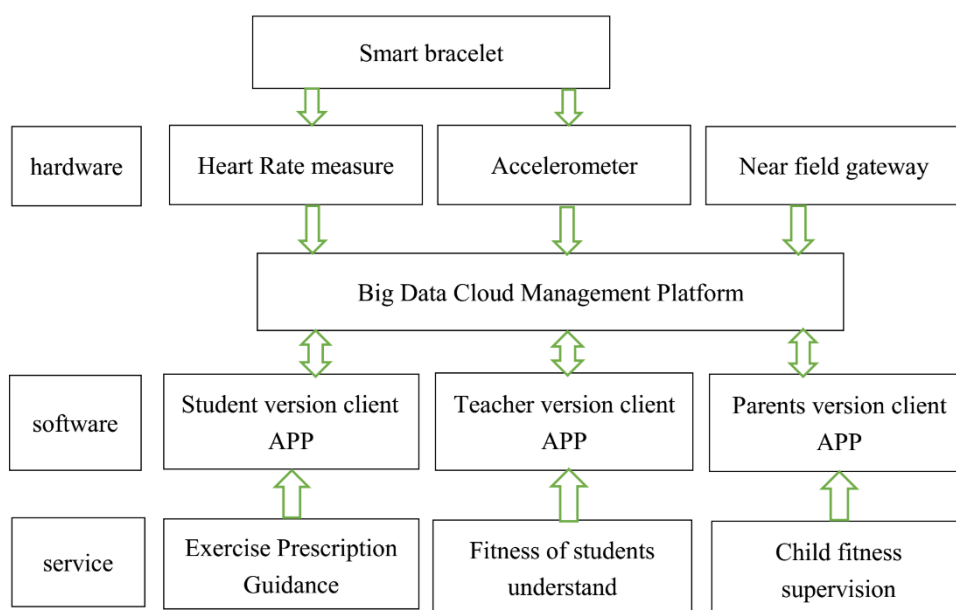 Smart bracelet
hardware
Heart Rate measure
Accelerometer
Near field gateway
Big Data Cloud Management Platform
software
Student version client
APP
Teacher version client
APP
Parents version client
APP
service
Exercise Prescription
Guidance
Fitness of students
understand
Child fitness
supervision